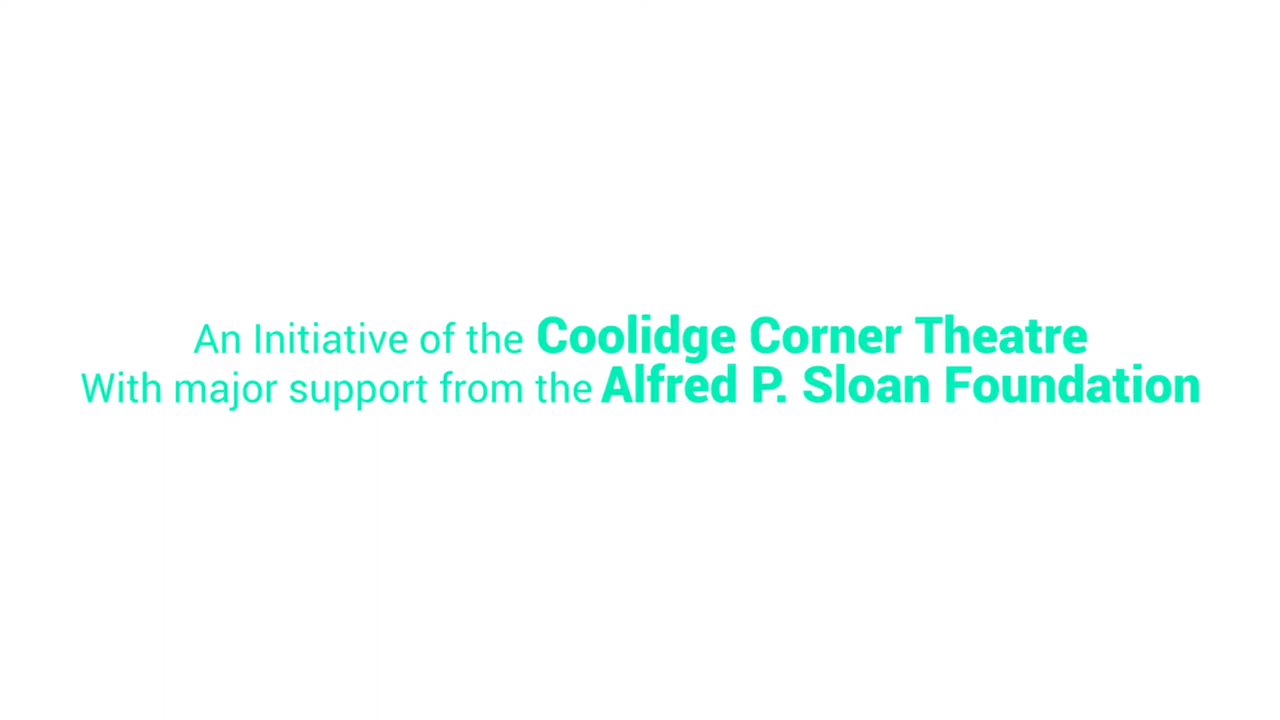 An Initiative of the Coolidge Corner Theatre
With major support from the Alfred P. Sloan Foundation